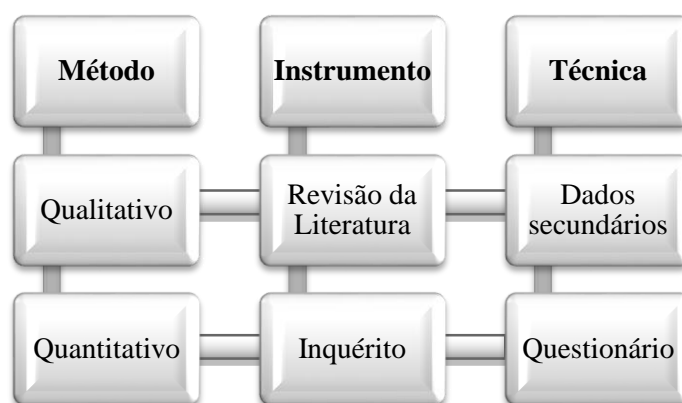 Método
Instrumento
Técnica
Qualitativo
Revisão da
Literatura
Dados
secundários
Quantitativo
Inquérito
Questionário